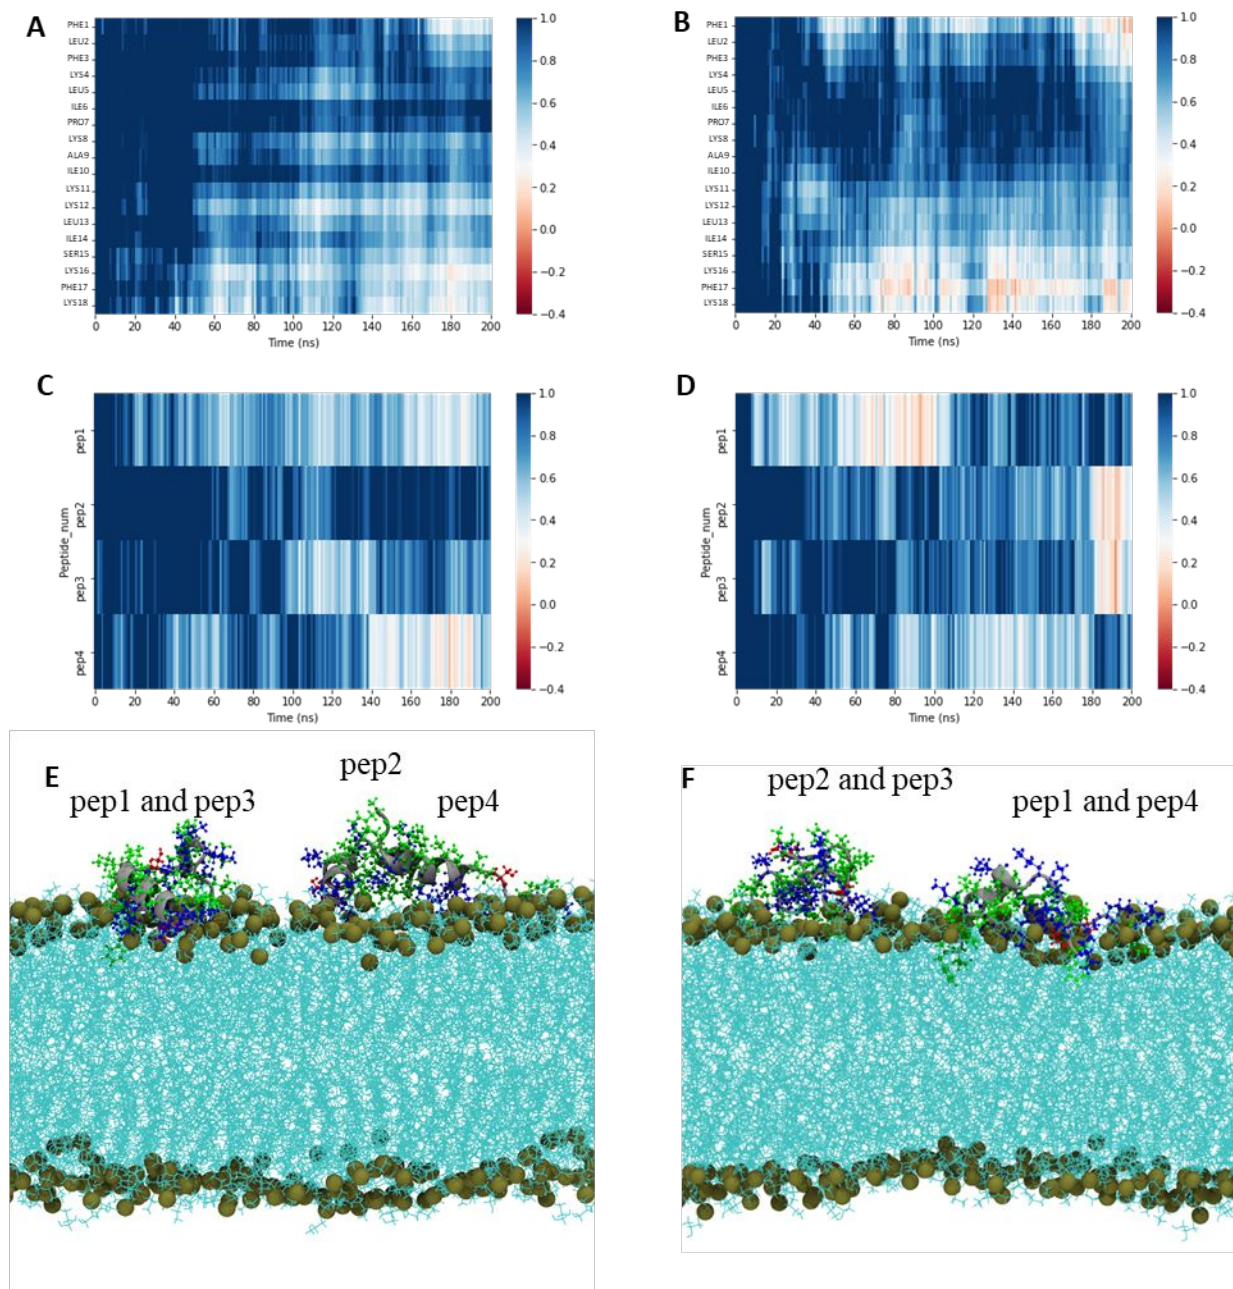 A
PHE1
LEU2
PHE3
LYS4
LEU5
ILE6
PRO7
LYS8
ALA9
ILE10
LYS11
LYS12
LEU13
ILE14
SER15
LYS16
PHE17
LYS18
0 20 40 60 80 100 120 140 160 180 200
Time (ns)
1.0
0.8
0.6
0.4
0.2
0.0
−0.2
−0.4
B
PHE1
LEU2
PHE3
LYS4
LEU5
ILE6
PRO7
LYS8
ALA9
ILE10
LYS11
LYS12
LEU13
ILE14
SER15
LYS16
PHE17
LYS18
0 20 40 60 80 100 120 140 160 180 200
Time (ns)
1.0
0.8
0.6
0.4
0.2
0.0
−0.2
−0.4
C
Peptide_num
pep1
pep2
pep3
pep4
0 20 40 60 80 100 120 140 160 180 200
Time (ns)
1.0
0.8
0.6
0.4
0.2
0.0
−0.2
−0.4
D
Peptide_num
pep1
pep2
pep3
pep4
0 20 40 60 80 100 120 140 160 180 200
Time (ns)
1.0
0.8
0.6
0.4
0.2
0.0
−0.2
−0.4
E
pep2
pep1 and pep3
pep4
F
pep2 and pep3
pep1 and pep4